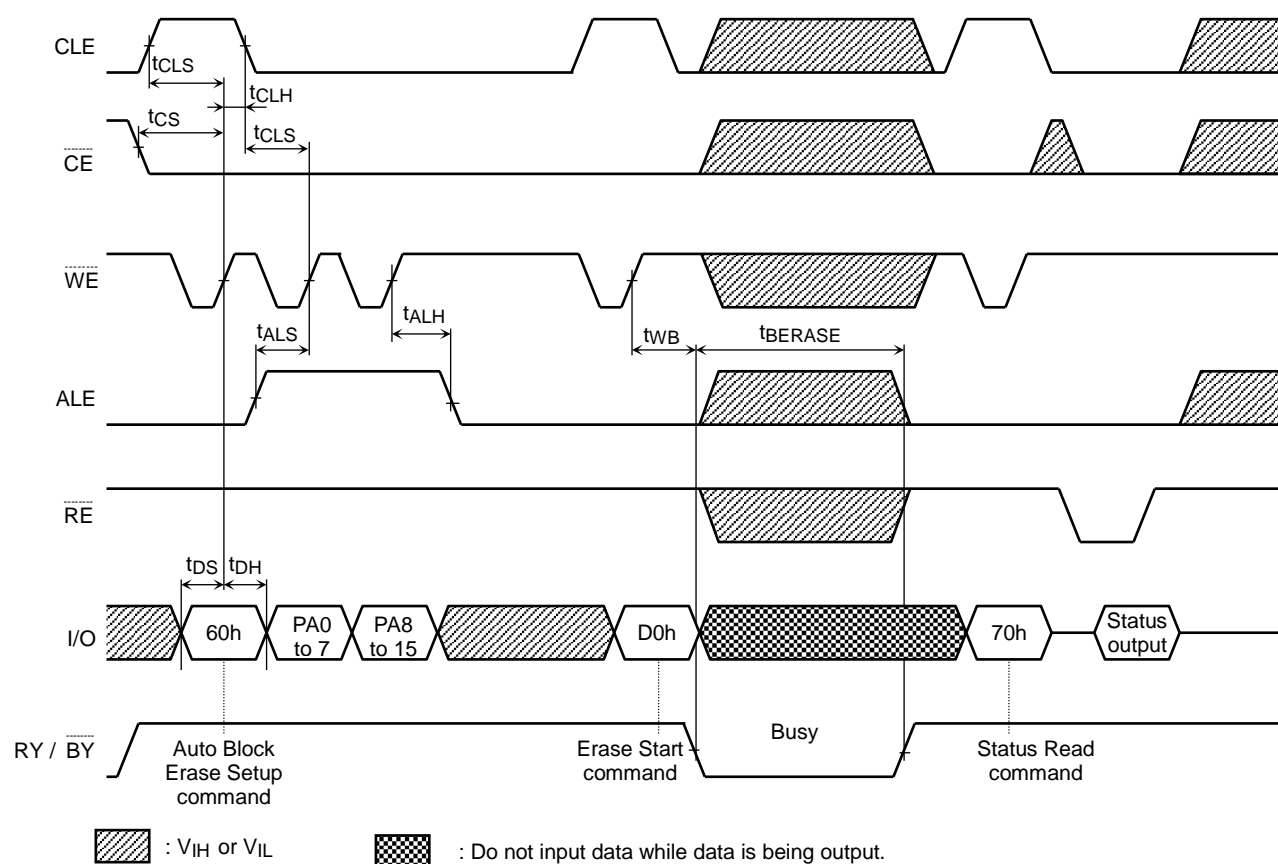 CLE
tCLS
tCLH
tCS
tCLS
CE
WE
tALS
tALH
tWB
tBERASE
ALE
RE
tDS
tDH
I/O
60h
PA0
to 7
PA8
to 15
D0h
70h
Status
output
RY / BY
Busy
Auto Block
Erase Setup
command
Erase Start
command
Status Read
command
: VIH or VIL
: Do not input data while data is being output.